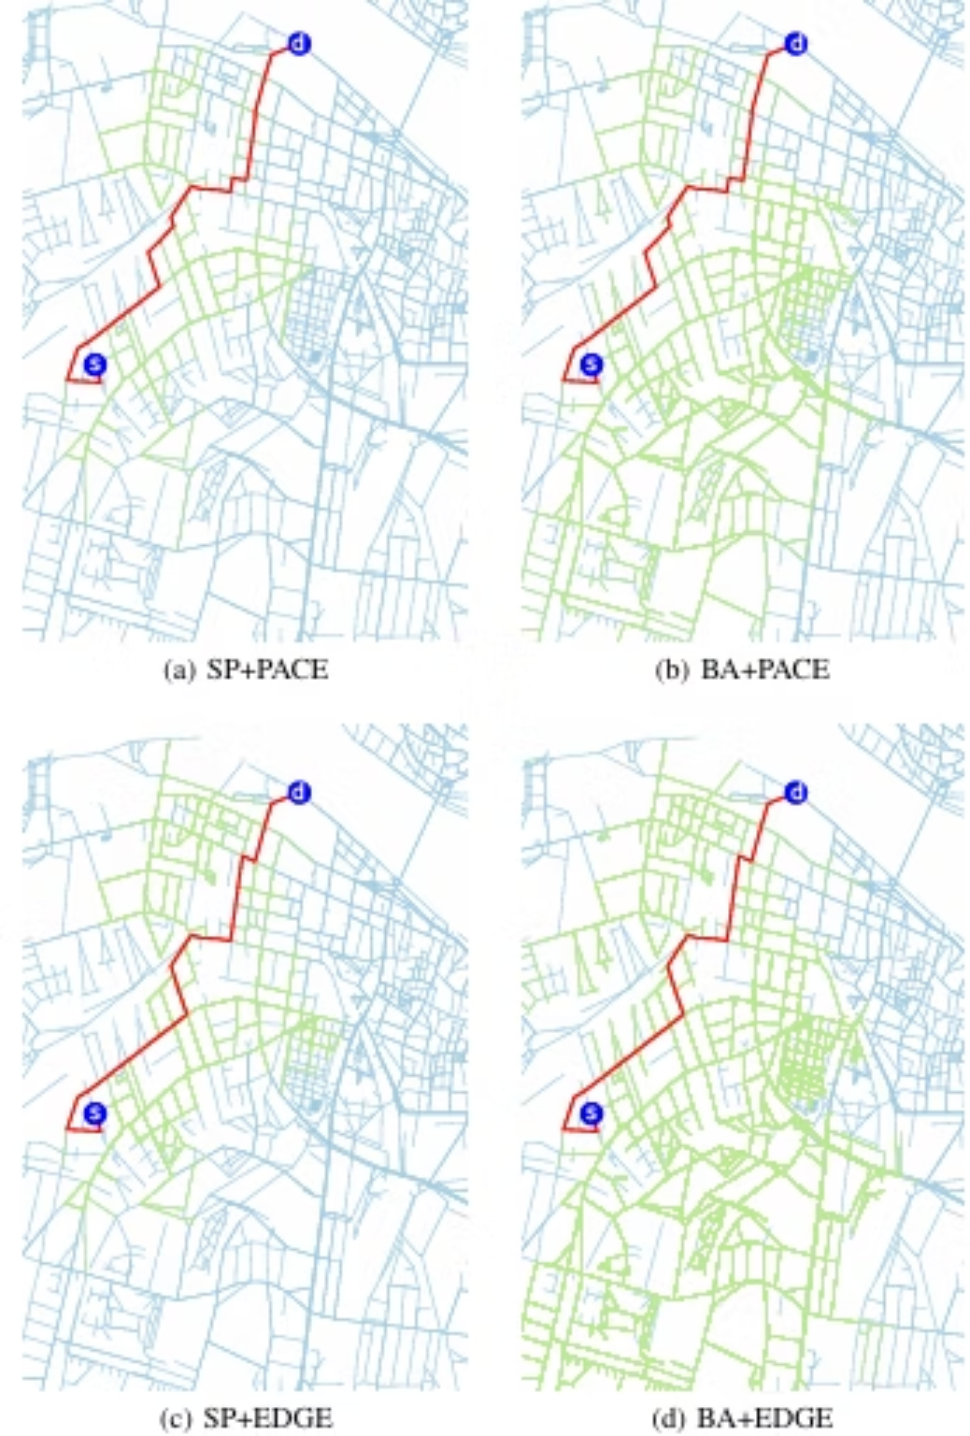 d
d
s
s
(a) SP+PACE
(b) BA+PACE
d
d
s
s
(c) SP+EDGE
(d) BA+EDGE